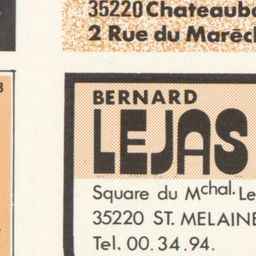 35220 Chateaub
2 Rue du Maréc
BERNARD
LEJAS
Square du Mchal. Le
35220 ST. MELAINE
Tel. 00.34.94.